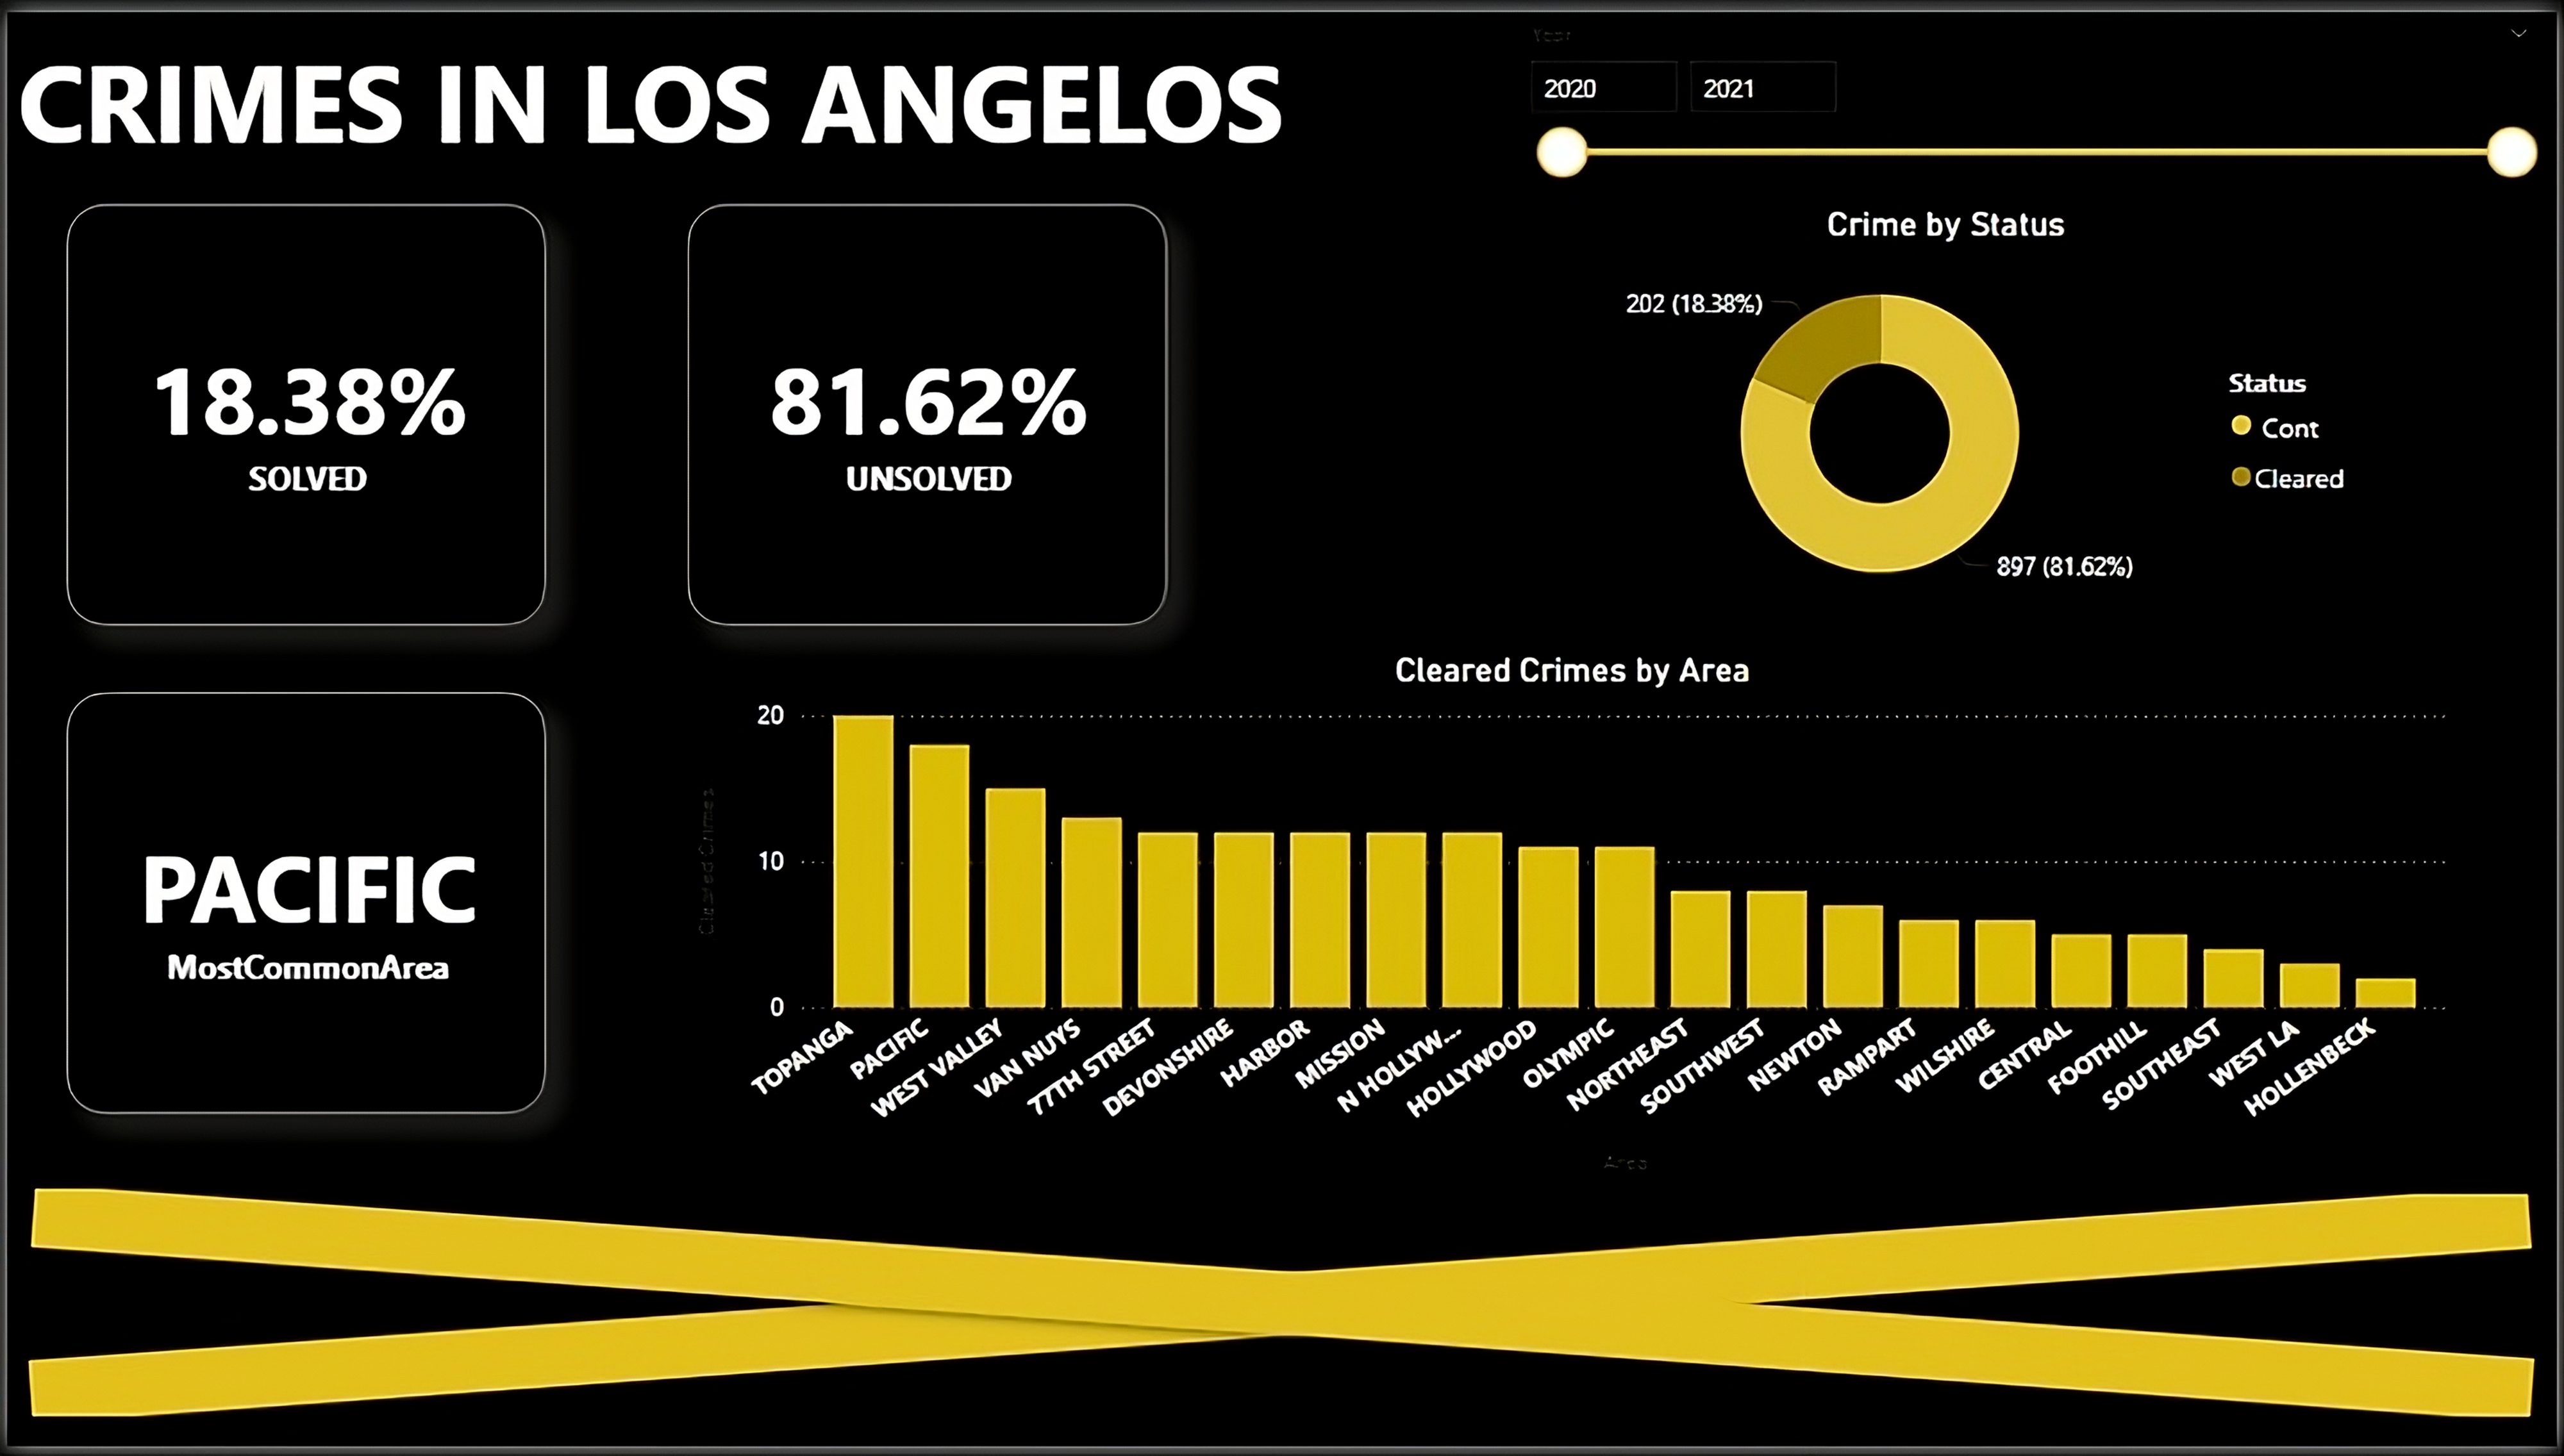 CRIMES IN LOS ANGELOS
Year
2020 2021
18.38%
SOLVED
81.62%
UNSOLVED
Crime by Status
202 (18.38%)
897 (81.62%)
Status
Cont
Cleared
PACIFIC
MostCommonArea
Cleared Crimes by Area
Cleared Crimes
20
10
0
TOPANGA
PACIFIC
WEST VALLEY
VAN NUYS
77TH STREET
DEVONSHIRE
HARBOR
MISSION
N HOLLYW...
HOLLYWOOD
OLYMPIC
NORTHEAST
SOUTHWEST
NEWTON
RAMPART
WILSHIRE
CENTRAL
FOOTHILL
SOUTHEAST
WEST LA
HOLLENBECK
Area